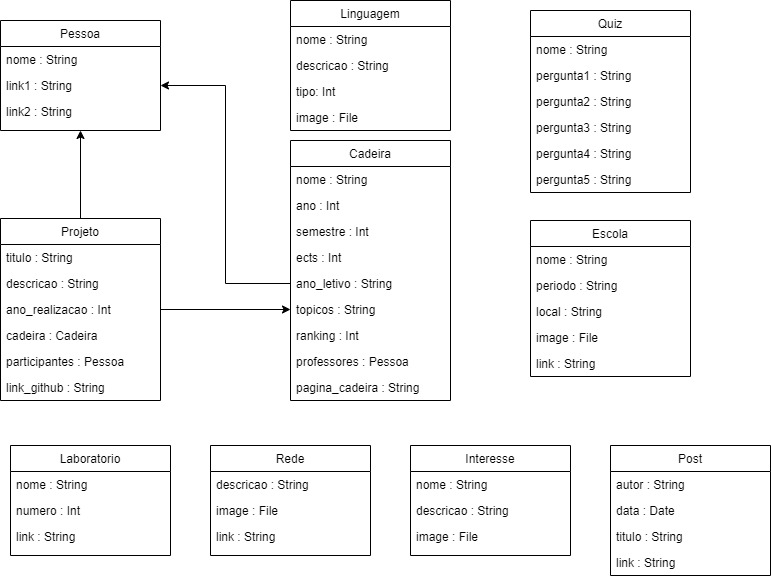 Pessoa
nome : String
link1 : String
link2 : String
Linguagem
nome : String
descricao : String
tipo: Int
image : File
Quiz
nome : String
pergunta1 : String
pergunta2 : String
pergunta3 : String
pergunta4 : String
pergunta5 : String
Projeto
titulo : String
descricao : String
ano_realizacao : Int
cadeira : Cadeira
participantes : Pessoa
link_github : String
Cadeira
nome : String
ano : Int
semestre : Int
ects : Int
ano_letivo : String
topicos : String
ranking : Int
professores : Pessoa
pagina_cadeira : String
Escola
nome : String
periodo : String
local : String
image : File
link : String
Laboratorio
nome : String
numero : Int
link : String
Rede
descricao : String
image : File
link : String
Interesse
nome : String
descricao : String
image : File
Post
autor : String
data : Date
titulo : String
link : String